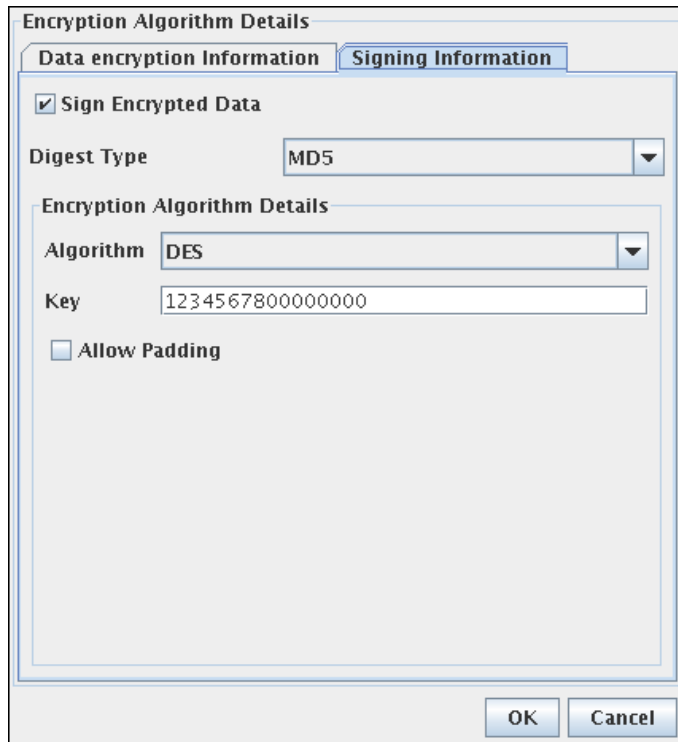 Encryption Algorithm Details
Data encryption Information Signing Information
Sign Encrypted Data
Digest Type MD5
Encryption Algorithm Details
Algorithm DES
Key 1234567800000000
Allow Padding
OK Cancel